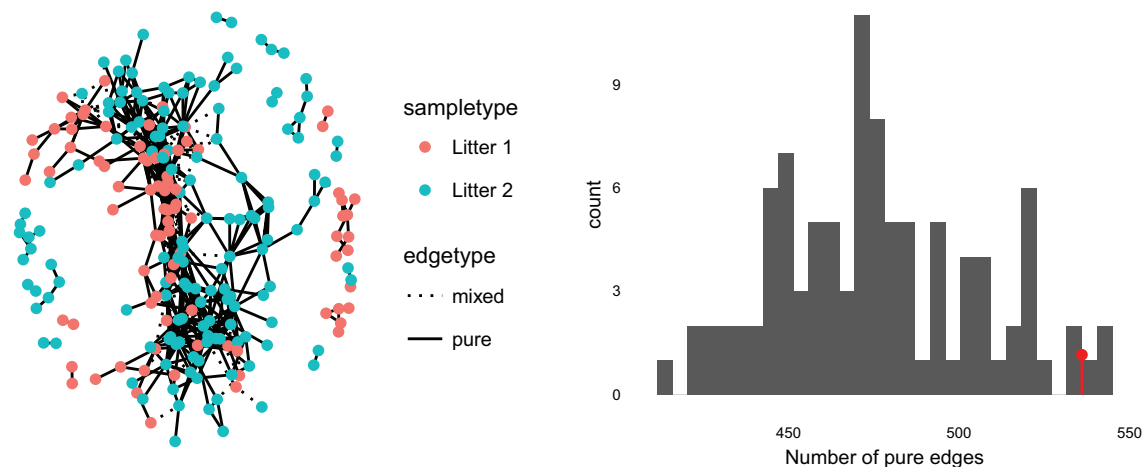 sampletype
Litter 1
Litter 2
edgetype
mixed
pure
count
9
6
3
0
450
500
550
Number of pure edges